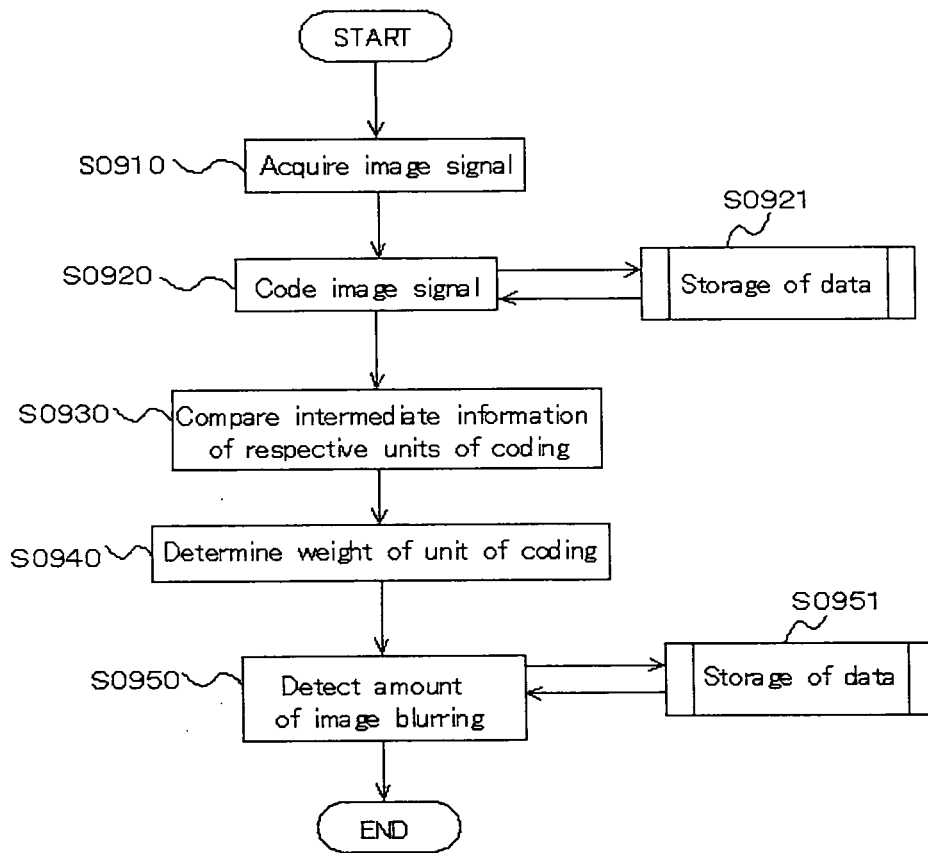 START
S0910
Acquire image signal
S0921
S0920
Code image signal
Storage of data
S0930
Compare intermediate information
of respective units of coding
S0940
Determine weight of unit of coding
S0951
S0950
Detect amount
of image blurring
Storage of data
END